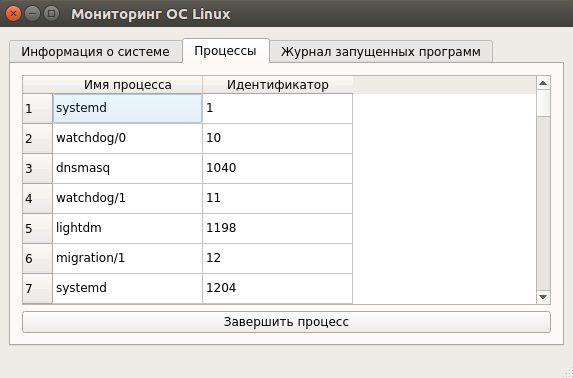 Мониторинг ОС Linux
Информация о системе Процессы Журнал запущенных программ
Имя процесса Идентификатор
1 systemd 1
2 watchdog/0 10
3 dnsmasq 1040
4 watchdog/1 11
5 lightdm 1198
6 migration/1 12
7 systemd 1204
Завершить процесс